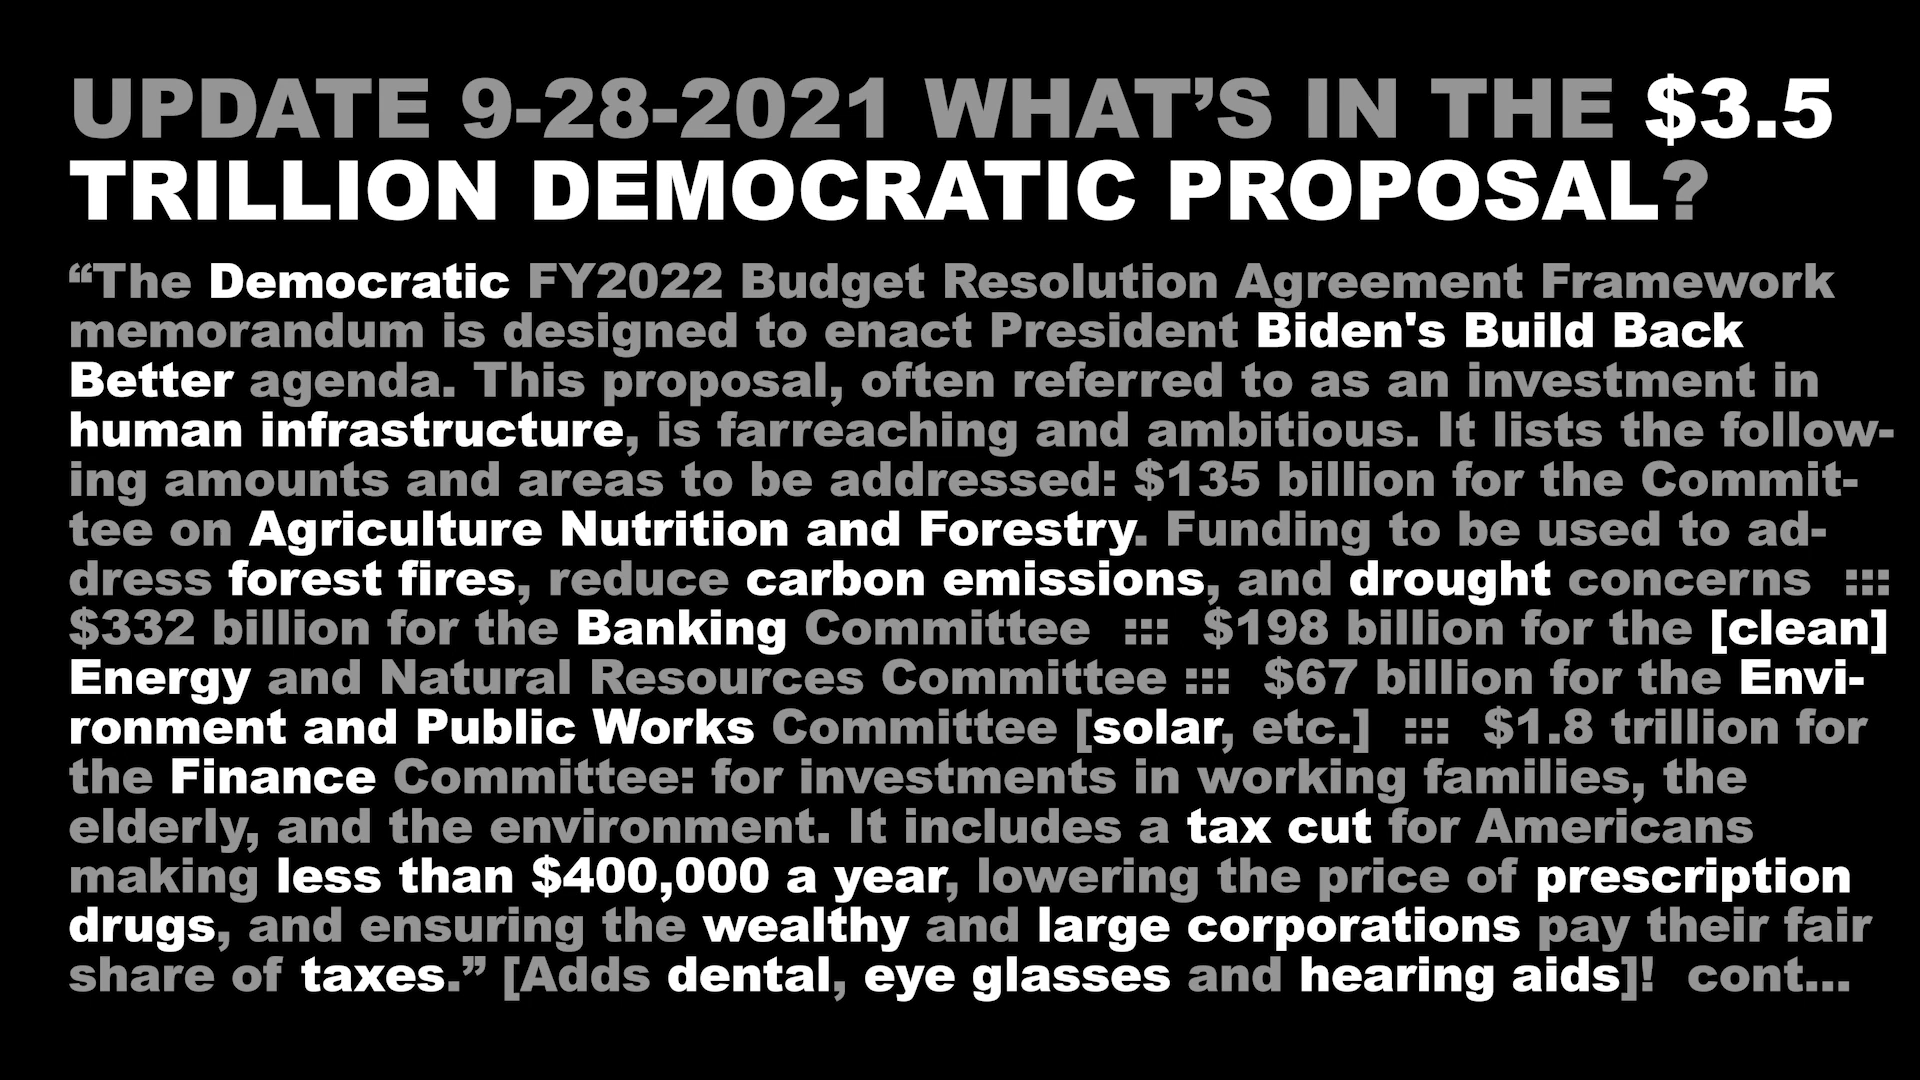 UPDATE 9-28-2021 WHAT’S IN THE $3.5
TRILLION DEMOCRATIC PROPOSAL?
“The Democratic FY2022 Budget Resolution Agreement Framework
memorandum is designed to enact President Biden's Build Back
Better agenda. This proposal, often referred to as an investment in
human infrastructure, is farreaching and ambitious. It lists the follow-
ing amounts and areas to be addressed: $135 billion for the Commit-
tee on Agriculture Nutrition and Forestry. Funding to be used to ad-
dress forest fires, reduce carbon emissions, and drought concerns :::
$332 billion for the Banking Committee ::: $198 billion for the [clean]
Energy and Natural Resources Committee ::: $67 billion for the Envi-
ronment and Public Works Committee [solar, etc.] ::: $1.8 trillion for
the Finance Committee: for investments in working families, the
elderly, and the environment. It includes a tax cut for Americans
making less than $400,000 a year, lowering the price of prescription
drugs, and ensuring the wealthy and large corporations pay their fair
share of taxes.” [Adds dental, eye glasses and hearing aids]! cont...